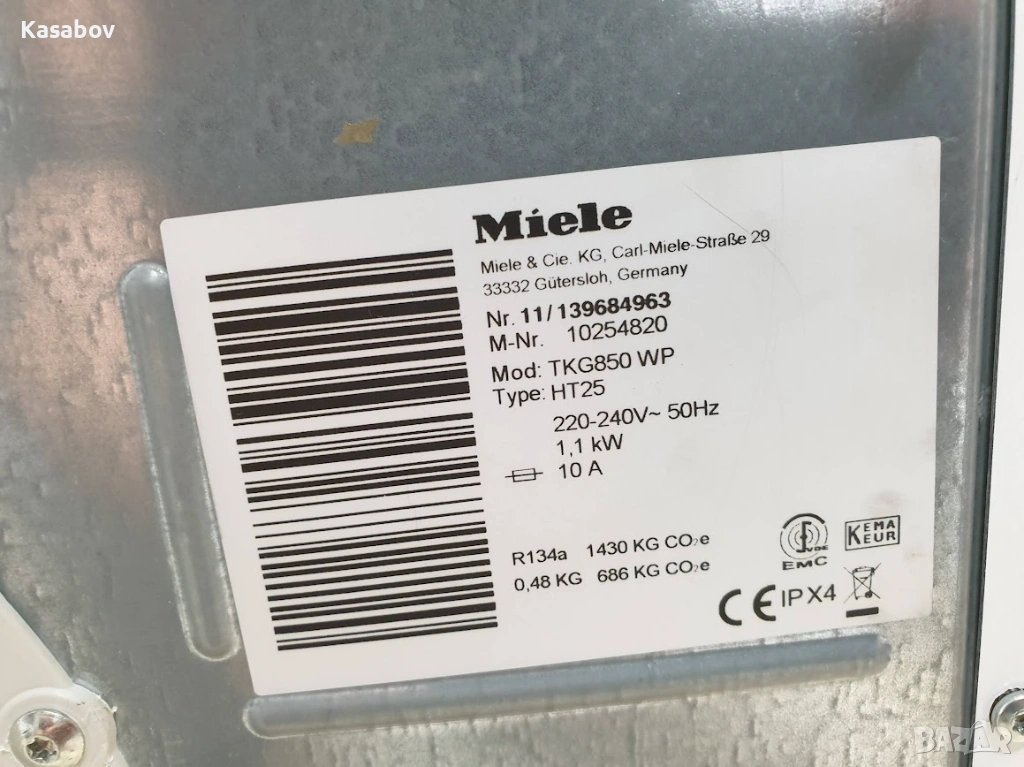 Kasabov
Miele
Miele & Cie. KG, Carl-Miele-Straße 29
33332 Gütersloh, Germany
Nr. 11/139684963
M-Nr. 10254820
Mod: TKG850 WP
Type: HT25
220-240V~ 50Hz
1,1 kW
10 A
R134a 1430 KG CO₂e
0,48 KG 686 KG CO₂e
VDE
EMC
KEMA
KEUR
CE IPX4
BAZAR